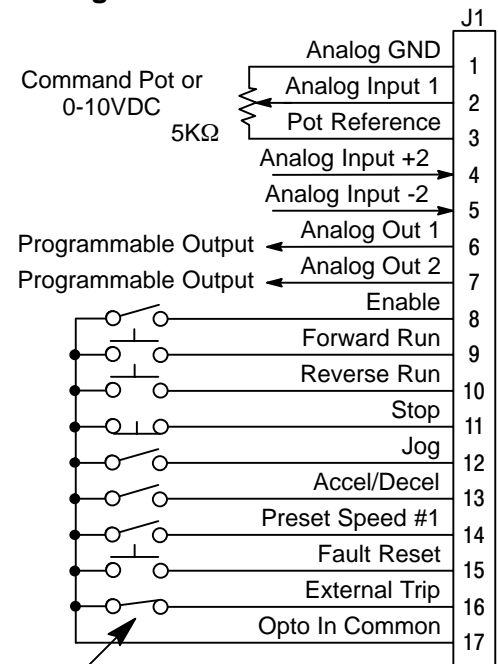 J1
Analog GND 1
Command Pot or
0-10VDC
5KΩ
Analog Input 1 2
Pot Reference 3
Analog Input +2 4
Analog Input -2 5
Programmable Output Analog Out 1 6
Programmable Output Analog Out 2 7
Enable 8
Forward Run 9
Reverse Run 10
Stop 11
Jog 12
Accel/Decel 13
Preset Speed #1 14
Fault Reset 15
External Trip 16
Opto In Common 17